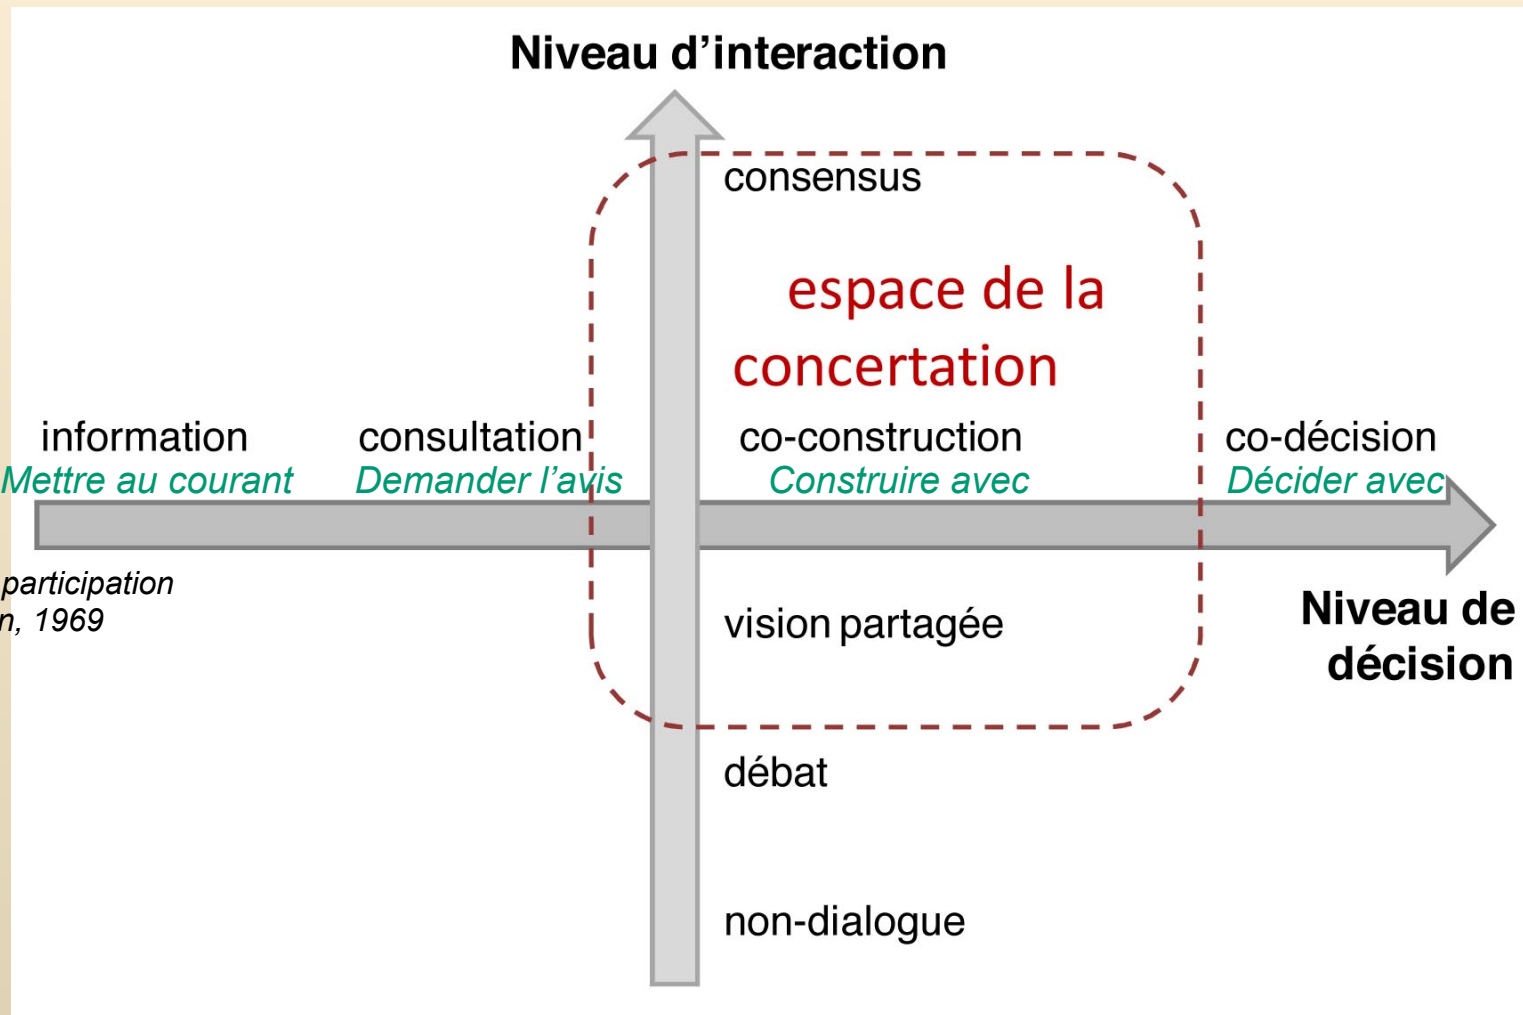 Niveau d’interaction
consensus
espace de la
concertation
information consultation co-construction co-décision
Mettre au courant Demander l’avis Construire avec Décider avec
participation
n, 1969
vision partagée
Niveau de
décision
débat
non-dialogue